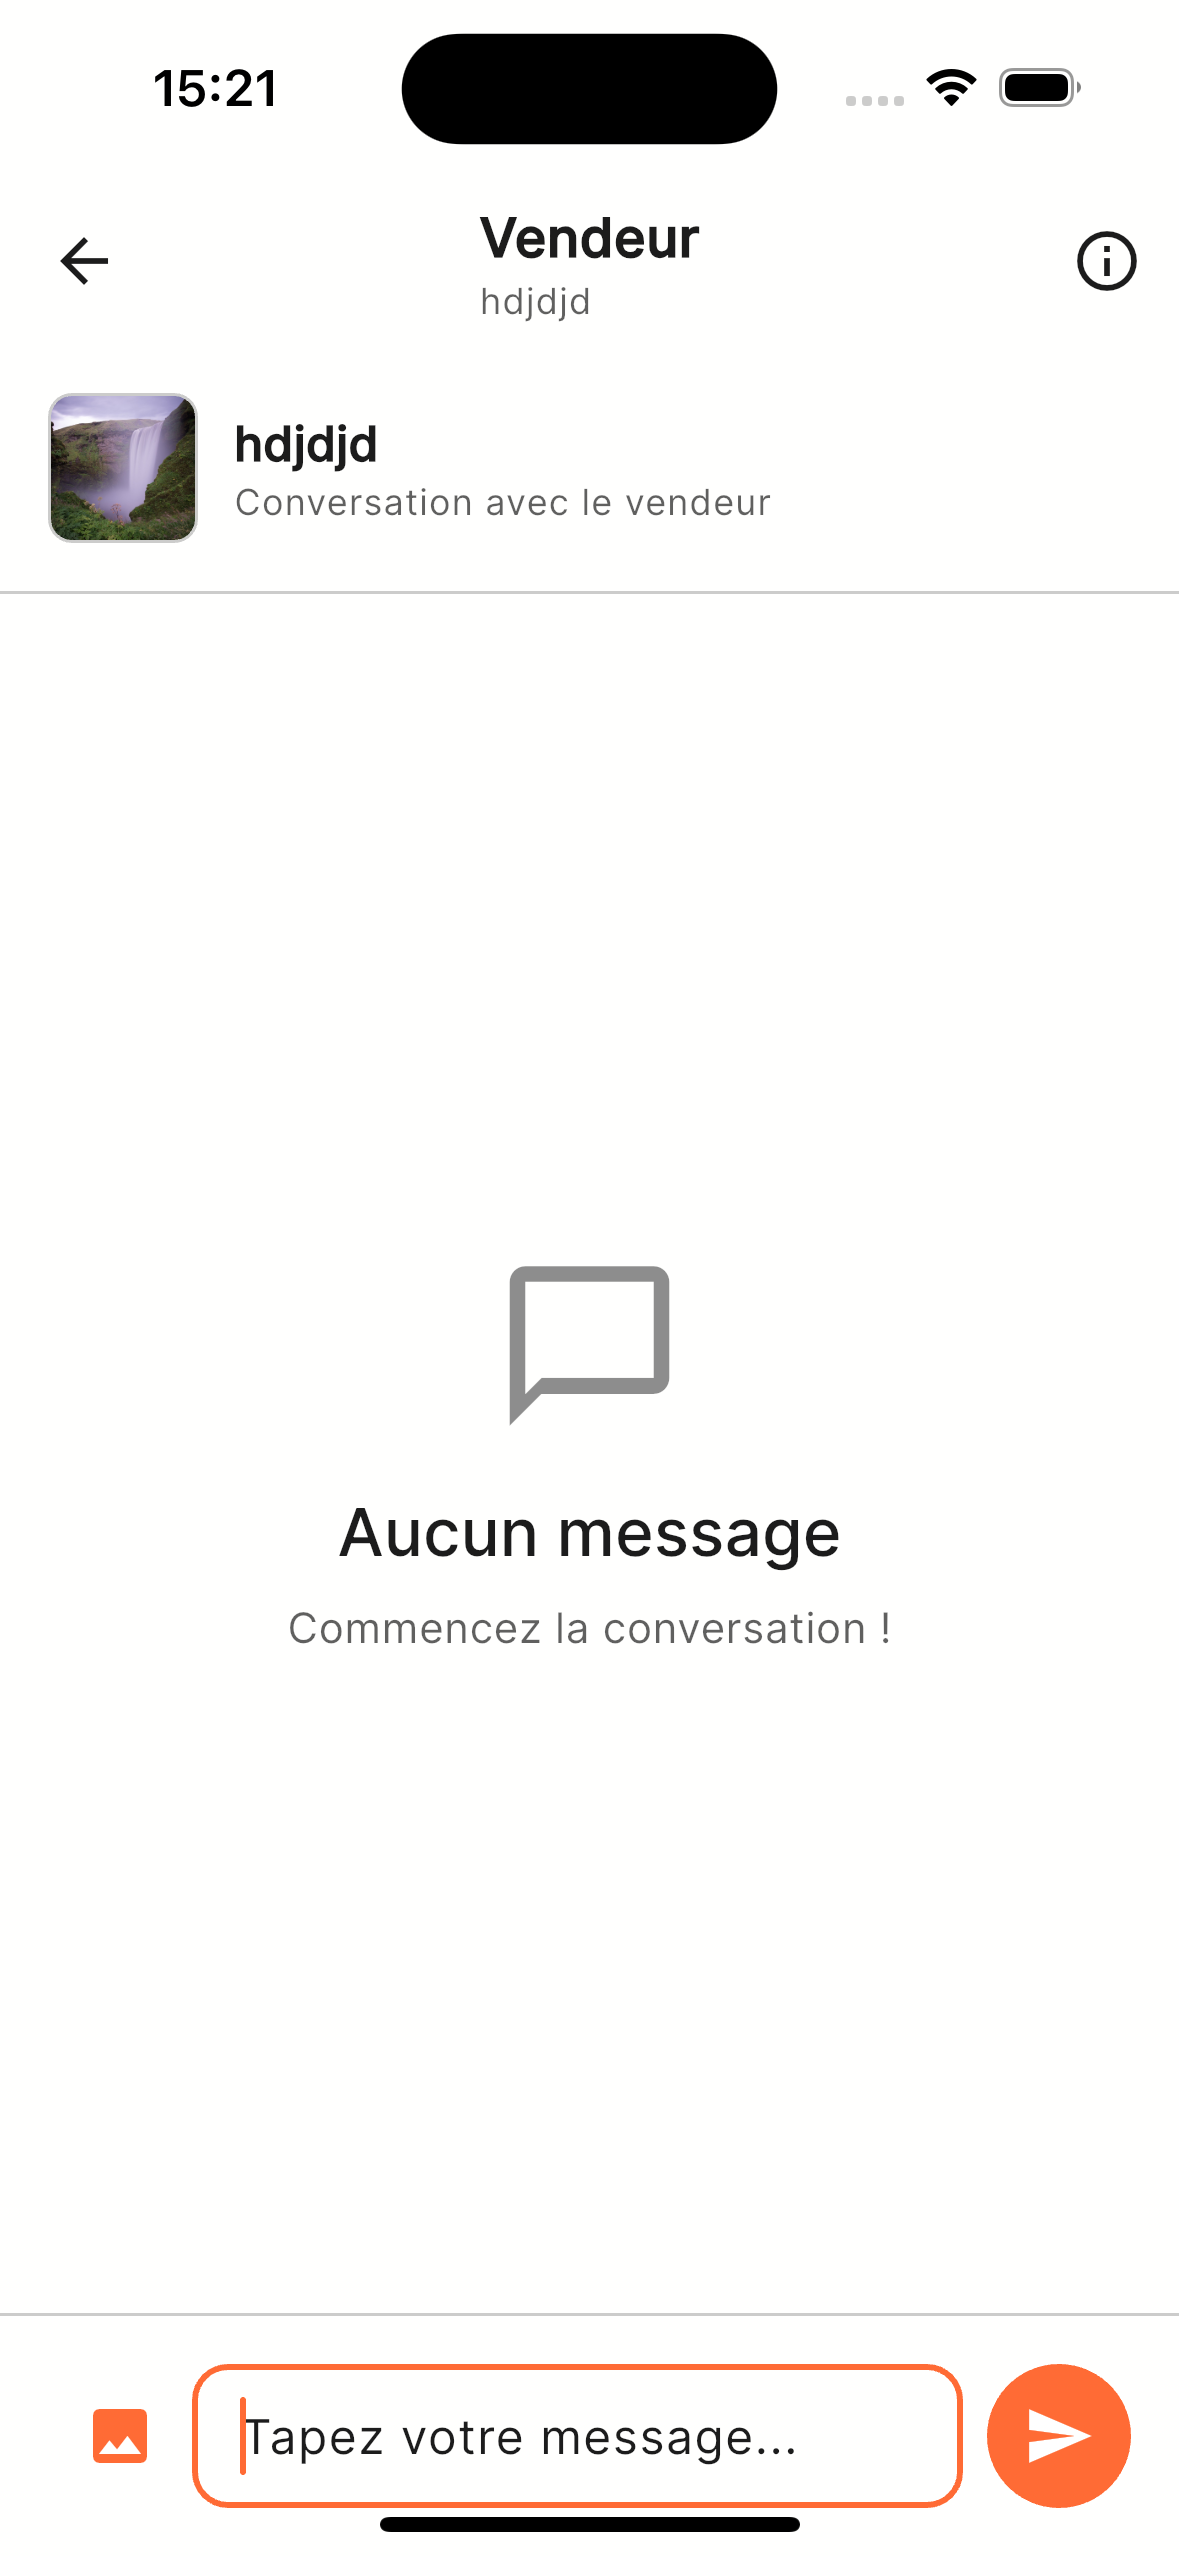 15:21
Vendeur
hdjdjd
hdjdjd
Conversation avec le vendeur
Aucun message
Commencez la conversation !
Tapez votre message...